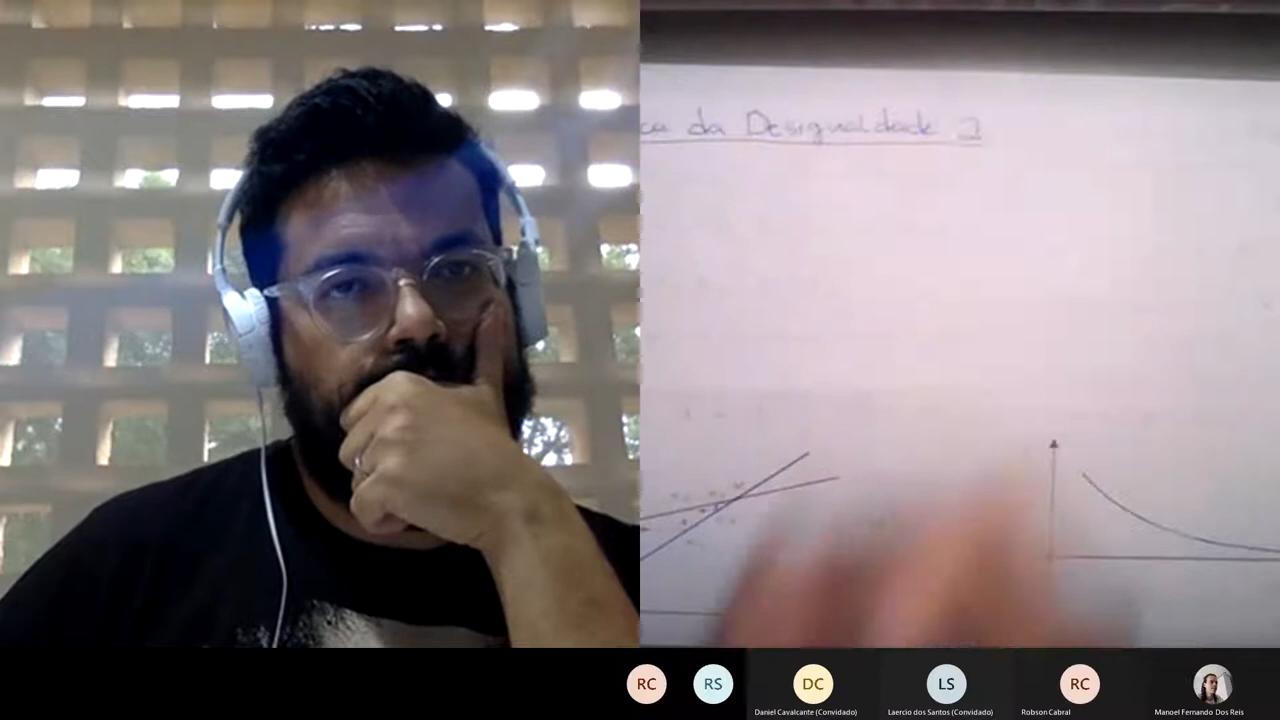 ca da Desigualdade 2
RC
RS
DC
LS
RC
Daniel Cavalcante (Convidado)
Laercio dos Santos (Convidado)
Robson Cabral
Manoel Fernando Dos Reis